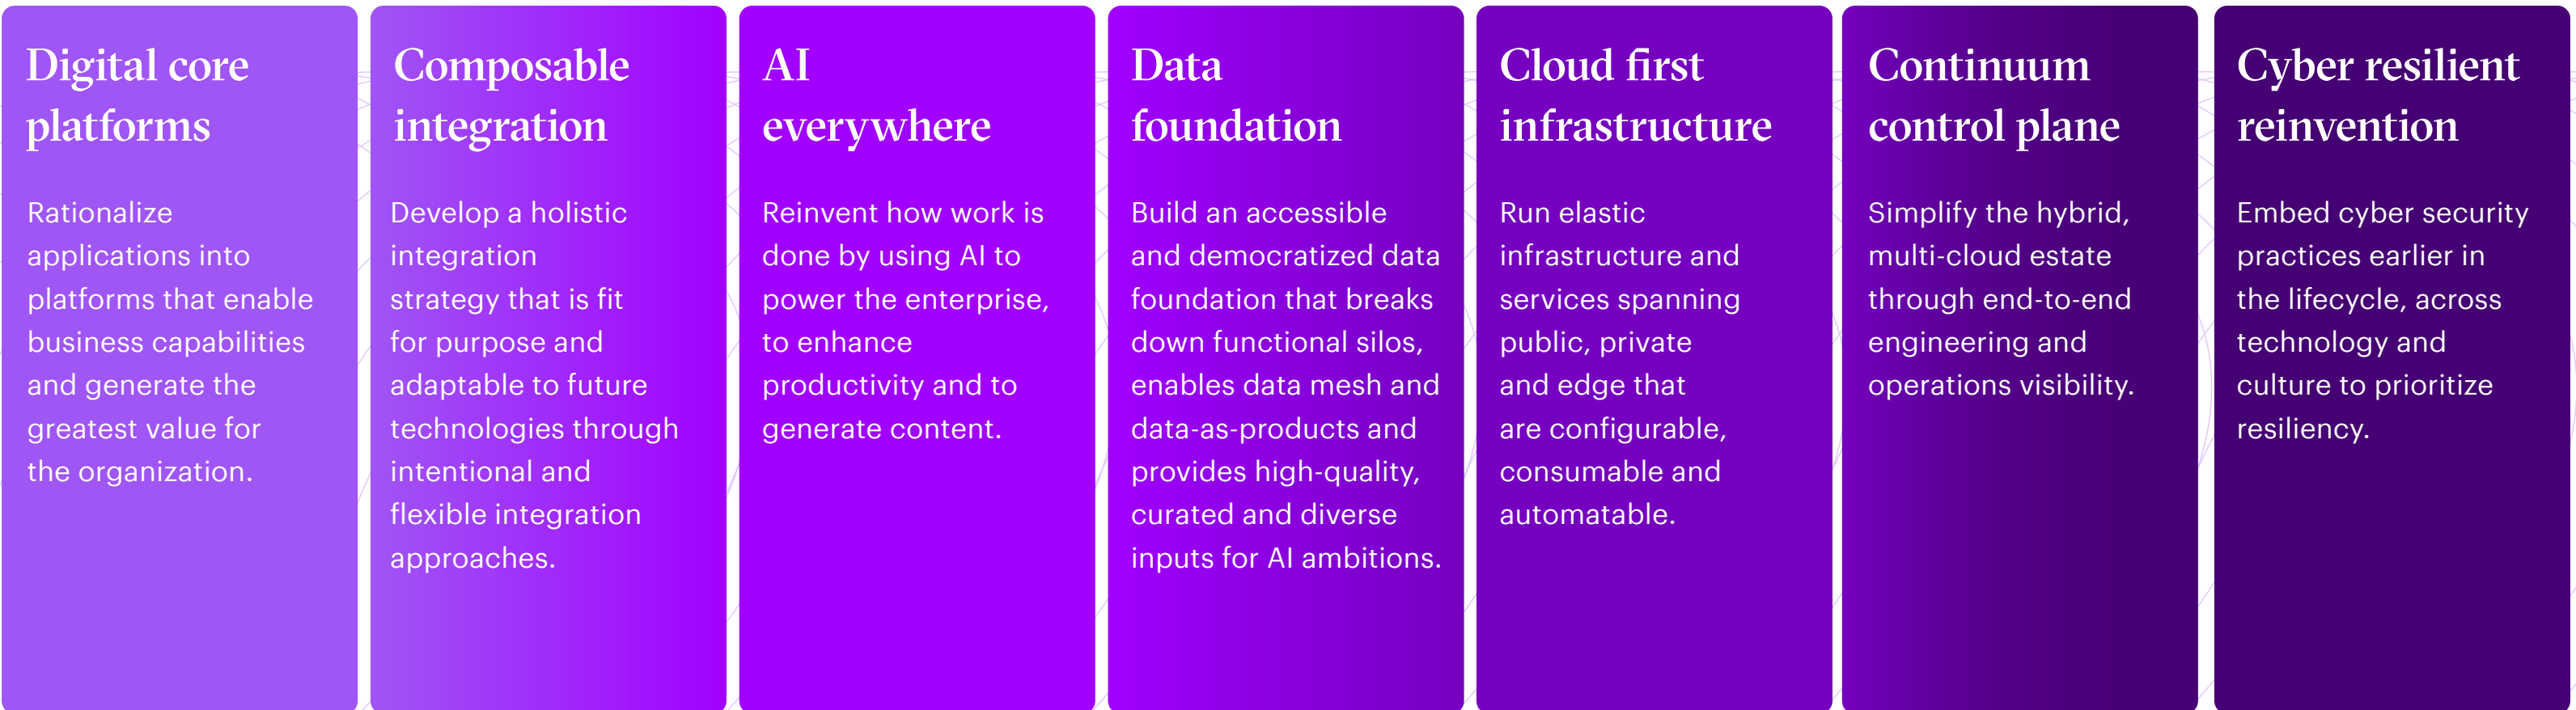 Digital core
platforms
Rationalize
applications into
platforms that enable
business capabilities
and generate the
greatest value for
the organization.
Composable
integration
Develop a holistic
integration
strategy that is fit
for purpose and
adaptable to future
technologies through
intentional and
flexible integration
approaches.
AI
everywhere
Reinvent how work is
done by using AI to
power the enterprise,
to enhance
productivity and to
generate content.
Data
foundation
Build an accessible
and democratized data
foundation that breaks
down functional silos,
enables data mesh and
data-as-products and
provides high-quality,
curated and diverse
inputs for AI ambitions.
Cloud first
infrastructure
Run elastic
infrastructure and
services spanning
public, private
and edge that
are configurable,
consumable and
automatable.
Continuum
control plane
Simplify the hybrid,
multi-cloud estate
through end-to-end
engineering and
operations visibility.
Cyber resilient
reinvention
Embed cyber security
practices earlier in
the lifecycle, across
technology and
culture to prioritize
resiliency.